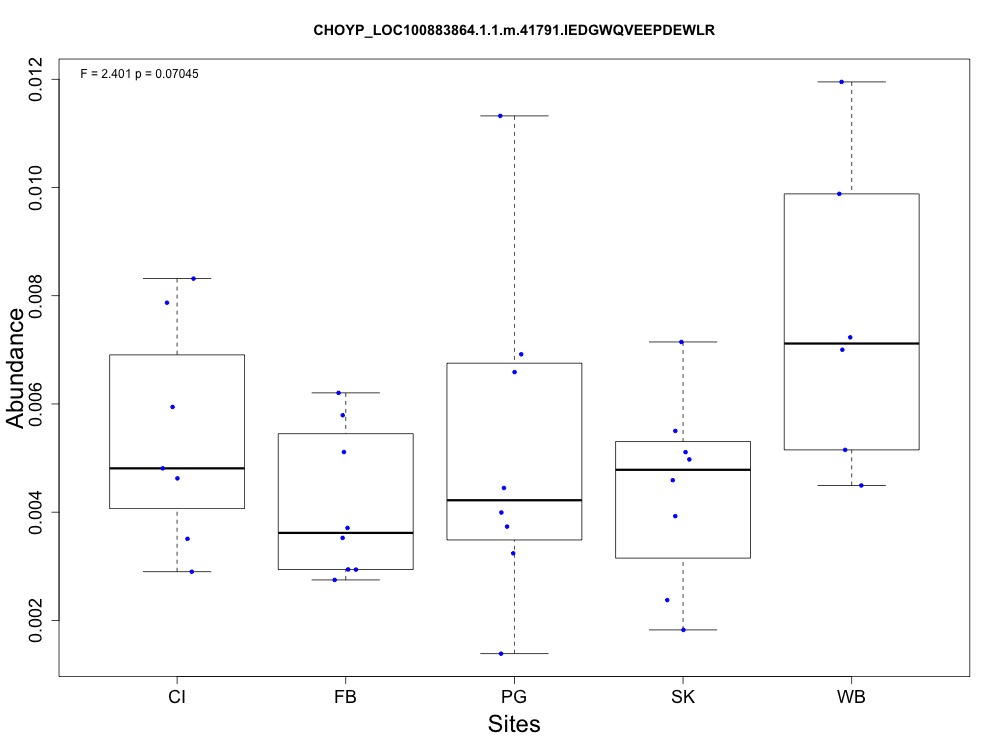 CHOYP_LOC100883864.1.1.m.41791.IEDGWQVEEPDEWLR
F = 2.401 p = 0.07045
0.012
0.010
0.008
0.006
0.004
0.002
Abundance
CI FB PG SK WB
Sites